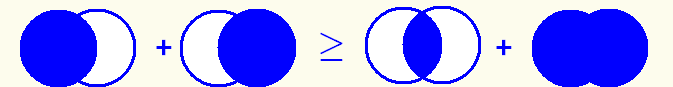 + ≥ +